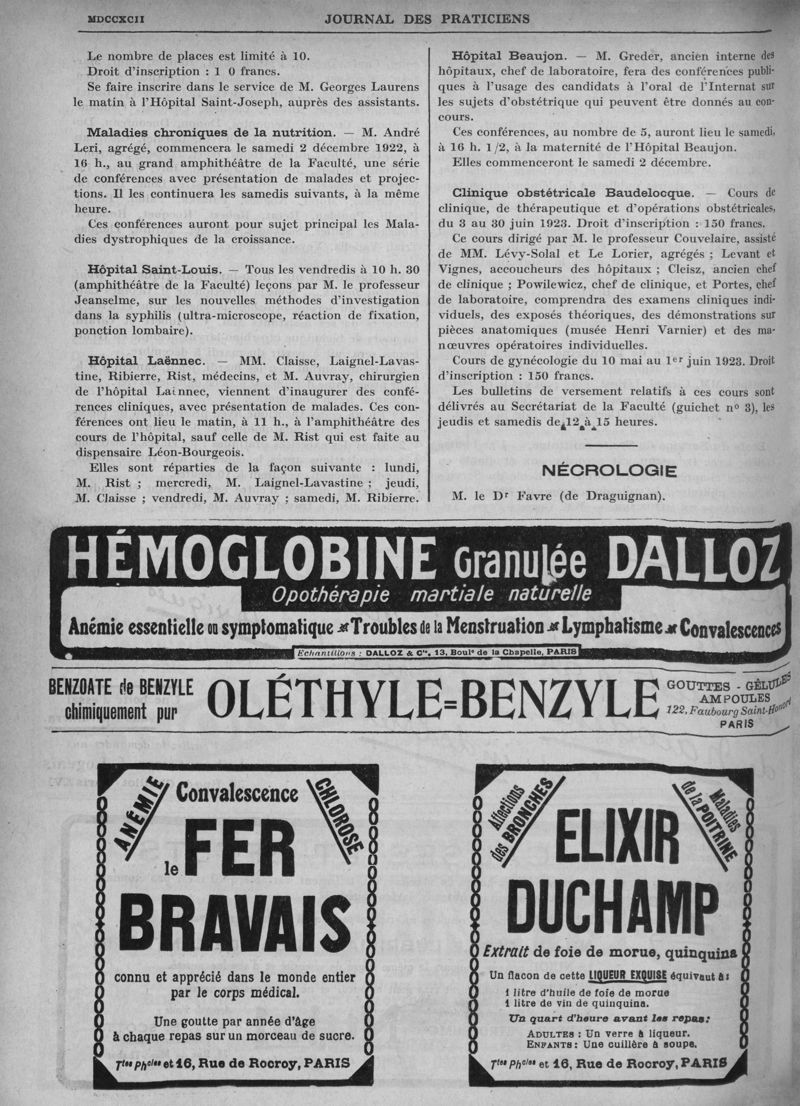 MDCCXCII
JOURNAL DES PRATICIENS
Le nombre de places est limité à 10.
Droit d'inscription : 1 0 francs.
Se faire inscrire dans le service de M. Georges Laurens
le matin à l'Hôpital Saint-Joseph, auprès des assistants.
Maladies chroniques de la nutrition. — M. André
Leri, agrégé, commencera le samedi 2 décembre 1922, à
16 h., au grand amphithéâtre de la Faculté, une série
de conférences avec présentation de malades et projec-
tions. Il les continuera les samedis suivants, à la même
heure.
Ces conférences auront pour sujet principal les Mala-
dies dystrophiques de la croissance.
Hôpital Saint-Louis. — Tous les vendredis à 10 h. 30
(amphithéâtre de la Faculté) leçons par M. le professeur
Jeanselme, sur les nouvelles méthodes d'investigation
dans la syphilis (ultra-microscope, réaction de fixation,
ponction lombaire).
Hôpital Laënnec. — MM. Claisse, Laignel-Lavas-
tine, Ribierre, Rist, médecins, et M. Auvray, chirurgien
de l'hôpital Laënnec, viennent d'inaugurer des confé-
rences cliniques, avec présentation de malades. Ces con-
férences ont lieu le matin, à 11 h., à l'amphithéâtre des
cours de l'hôpital, sauf celle de M. Rist qui est faite au
dispensaire Léon-Bourgeois.
Elles sont réparties de la façon suivante : lundi,
M. Rist ; mercredi, M. Laignel-Lavastine ; jeudi,
M. Claisse ; vendredi, M. Auvray ; samedi, M. Ribierre.
Hôpital Beaujon. — M. Greder, ancien interne des
hôpitaux, chef de laboratoire, fera des conférences publi-
ques à l'usage des candidats à l'oral de l'Internat sur
les sujets d'obstétrique qui peuvent être donnés au con-
cours.
Ces conférences, au nombre de 5, auront lieu le samedi,
à 16 h. 1/2, à la maternité de l'Hôpital Beaujon.
Elles commenceront le samedi 2 décembre.
Clinique obstétricale Baudelocque. — Cours de
clinique, de thérapeutique et d'opérations obstétricales,
du 3 au 30 juin 1923. Droit d'inscription : 150 francs.
Ce cours dirigé par M. le professeur Couvelaire, assisté
de MM. Lévy-Solal et Le Lorier, agrégés ; Levant et
Vignes, accoucheurs des hôpitaux ; Cleisz, ancien chef
de clinique ; Powilewicz, chef de clinique, et Portes, chef
de laboratoire, comprendra des examens cliniques indi-
viduels, des exposés théoriques, des démonstrations sur
pièces anatomiques (musée Henri Varnier) et des ma-
nœuvres opératoires individuelles.
Cours de gynécologie du 10 mai au 1er juin 1923. Droit
d'inscription : 150 francs.
Les bulletins de versement relatifs à ces cours sont
délivrés au Secrétariat de la Faculté (guichet no 3), les
jeudis et samedis de 12 à 15 heures.
NÉCROLOGIE
M. le Dr Favre (de Draguignan).
HÉMOGLOBINE Granulée DALLOZ
Opothérapie martiale naturelle
Anémie essentielle ou symptomatique Troubles de la Menstruation Lymphatisme Convalescences
Echantillons : DALLOZ & Cie, 13, Boulᵈ de la Chapelle, PARIS
BENZOATE de BENZYLE
chimiquement pur
OLÉTHYLE=BENZYLE
GOUTTES - GÉLULES
AMPOULES
122, Faubourg Saint-Honoré
PARIS
ANÉMIE
Convalescence
CHLOROSE
le FER
BRAVAIS
connu et apprécié dans le monde entier
par le corps médical.
Une goutte par année d'âge
à chaque repas sur un morceau de sucre.
Ttes Phcies et 16, Rue de Rocroy, PARIS
Affections
des BRONCHES
Maladies
de la POITRINE
ELIXIR
DUCHAMP
Extrait de foie de morue, quinquina
Un flacon de cette LIQUEUR EXQUISE équivaut à:
1 litre d'huile de foie de morue
1 litre de vin de quinquina.
Un quart d'heure avant les repas:
ADULTES : Un verre à liqueur.
ENFANTS : Une cuillère à soupe.
Ttes Phcies et 16, Rue de Rocroy, PARIS